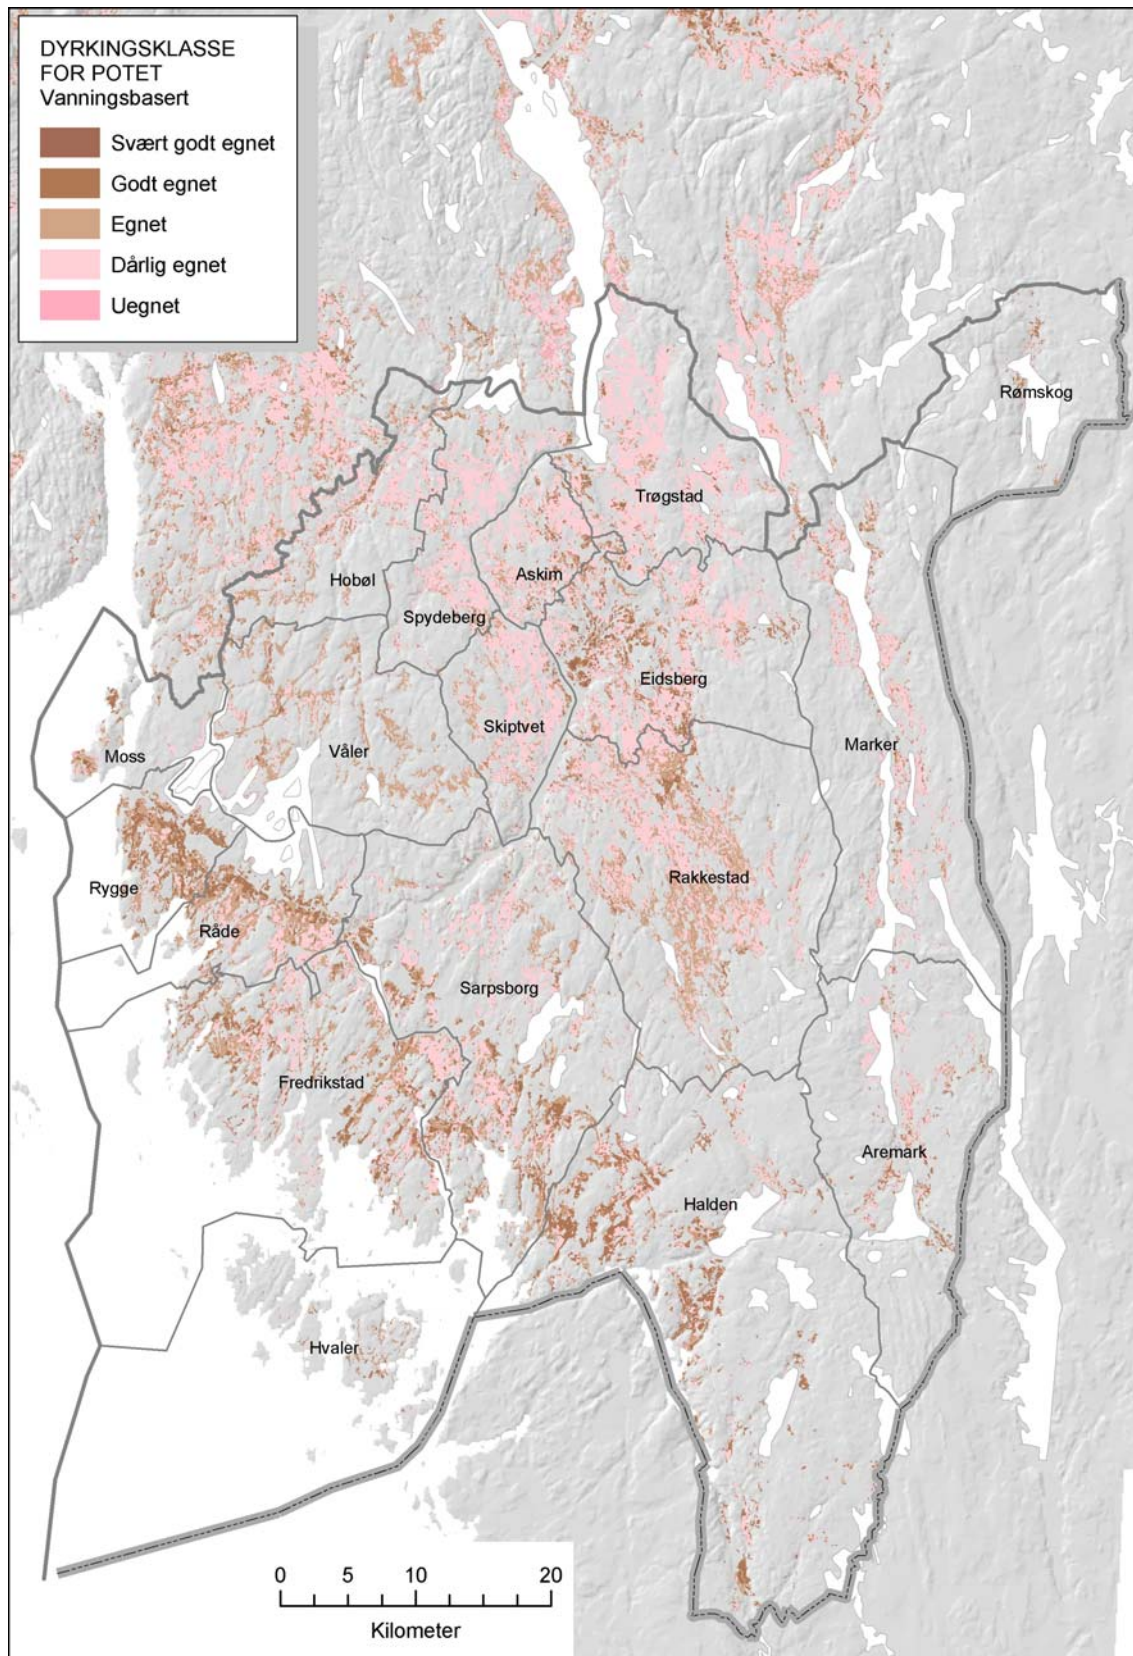 DYRKINGSKLASSE
FOR POTET
Vanningsbasert
Svært godt egnet
Godt egnet
Egnet
Dårlig egnet
Uegnet
Rømskog
Trøgstad
Askim
Hobøl
Spydeberg
Eidsberg
Skiptvet
Marker
Våler
Moss
Rakkestad
Rygge
Råde
Sarpsborg
Fredrikstad
Aremark
Halden
Hvaler
0 5 10 20
Kilometer